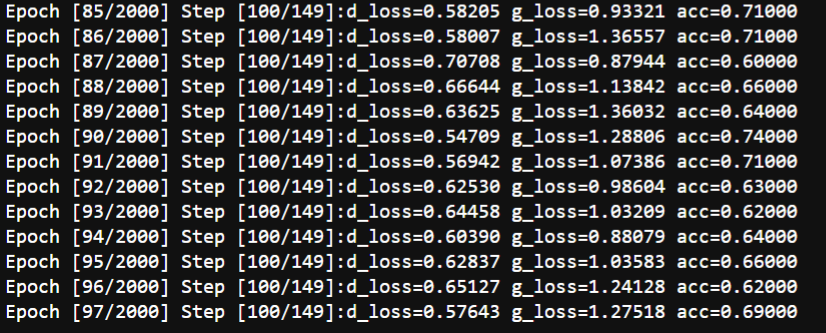 Epoch [85/2000] Step [100/149]:d_loss=0.58205 g_loss=0.93321 acc=0.71000
Epoch [86/2000] Step [100/149]:d_loss=0.58007 g_loss=1.36557 acc=0.71000
Epoch [87/2000] Step [100/149]:d_loss=0.70708 g_loss=0.87944 acc=0.60000
Epoch [88/2000] Step [100/149]:d_loss=0.66644 g_loss=1.13842 acc=0.66000
Epoch [89/2000] Step [100/149]:d_loss=0.63625 g_loss=1.36032 acc=0.64000
Epoch [90/2000] Step [100/149]:d_loss=0.54709 g_loss=1.28806 acc=0.74000
Epoch [91/2000] Step [100/149]:d_loss=0.56942 g_loss=1.07386 acc=0.71000
Epoch [92/2000] Step [100/149]:d_loss=0.62530 g_loss=0.98604 acc=0.63000
Epoch [93/2000] Step [100/149]:d_loss=0.64458 g_loss=1.03209 acc=0.62000
Epoch [94/2000] Step [100/149]:d_loss=0.60390 g_loss=0.88079 acc=0.64000
Epoch [95/2000] Step [100/149]:d_loss=0.62837 g_loss=1.03583 acc=0.66000
Epoch [96/2000] Step [100/149]:d_loss=0.65127 g_loss=1.24128 acc=0.62000
Epoch [97/2000] Step [100/149]:d_loss=0.57643 g_loss=1.27518 acc=0.69000